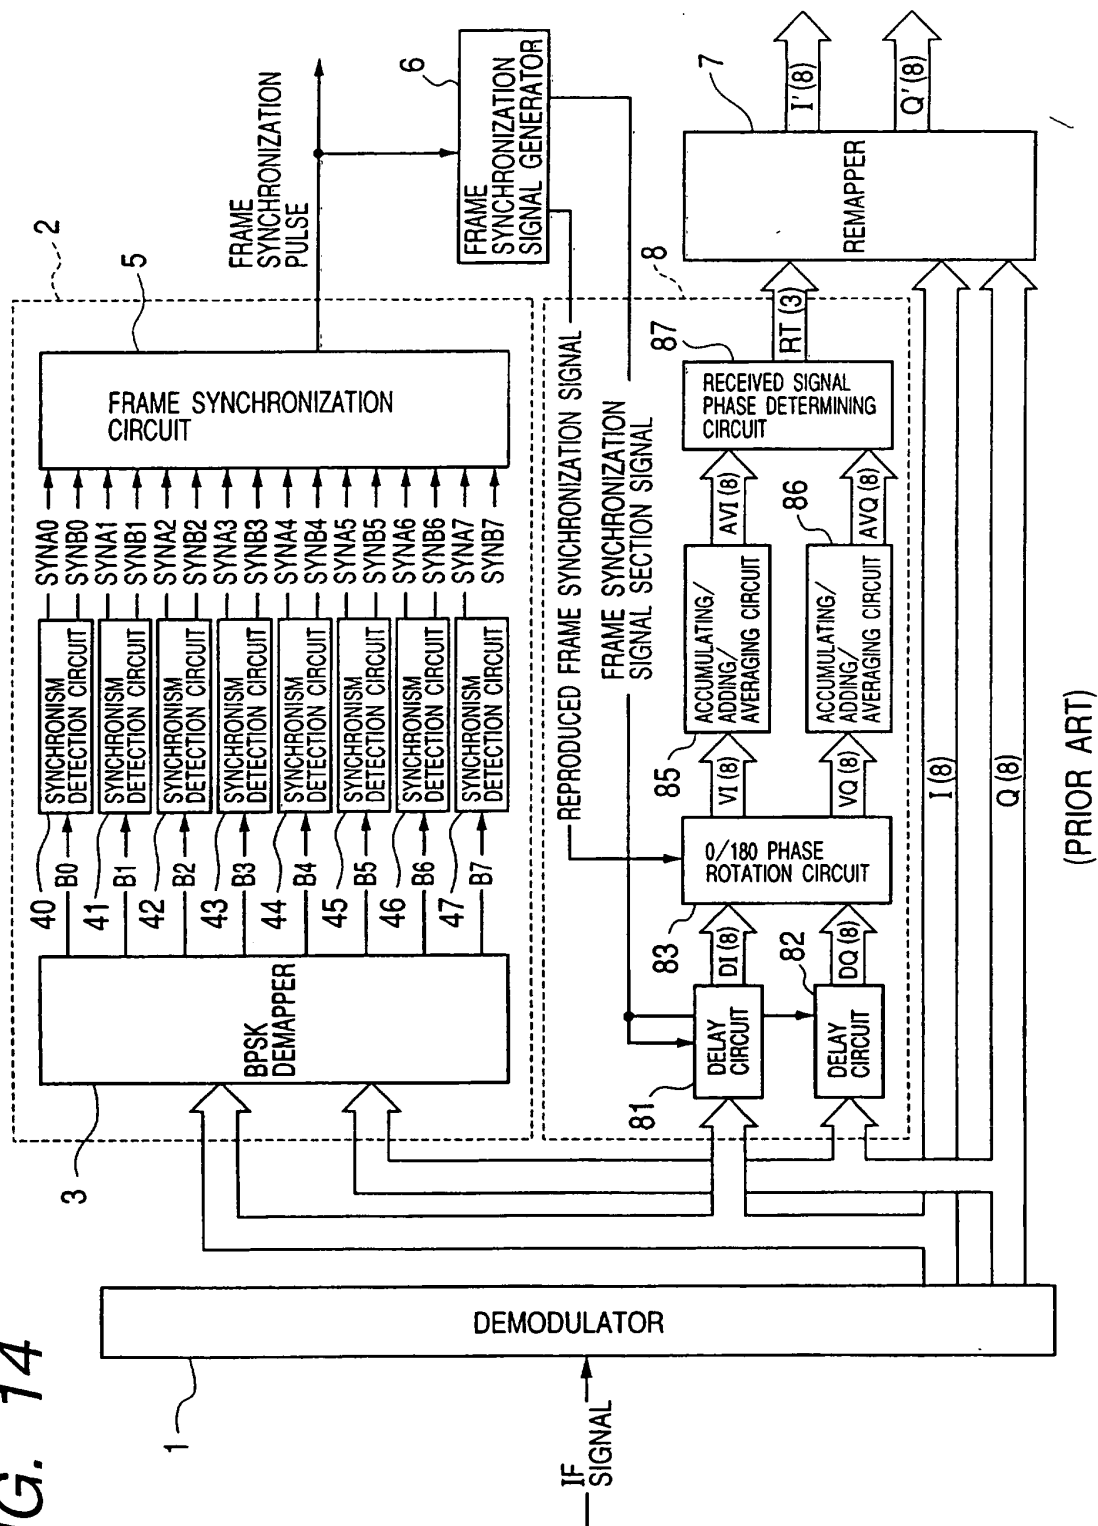 G. 14
IF
SIGNAL
1
DEMODULATOR
3
BPSK
DEMAPPER
2
B0
B1
B2
B3
B4
B5
B6
B7
40
41
42
43
44
45
46
47
SYNCHRONISM
DETECTION CIRCUIT
SYNCHRONISM
DETECTION CIRCUIT
SYNCHRONISM
DETECTION CIRCUIT
SYNCHRONISM
DETECTION CIRCUIT
SYNCHRONISM
DETECTION CIRCUIT
SYNCHRONISM
DETECTION CIRCUIT
SYNCHRONISM
DETECTION CIRCUIT
SYNCHRONISM
DETECTION CIRCUIT
SYNA0
SYNB0
SYNA1
SYNB1
SYNA2
SYNB2
SYNA3
SYNB3
SYNA4
SYNB4
SYNA5
SYNB5
SYNA6
SYNB6
SYNA7
SYNB7
5
FRAME SYNCHRONIZATION
CIRCUIT
FRAME
SYNCHRONIZATION
PULSE
6
FRAME
SYNCHRONIZATION
SIGNAL GENERATOR
REPRODUCED FRAME SYNCHRONIZATION SIGNAL
FRAME SYNCHRONIZATION
SIGNAL SECTION SIGNAL
8
81
DELAY
CIRCUIT
82
DELAY
CIRCUIT
DI(8)
DQ(8)
83
0/180 PHASE
ROTATION CIRCUIT
VI(8)
VQ(8)
85
ACCUMULATING/
ADDING/
AVERAGING CIRCUIT
86
ACCUMULATING/
ADDING/
AVERAGING CIRCUIT
AVI(8)
AVQ(8)
87
RECEIVED SIGNAL
PHASE DETERMINING
CIRCUIT
RT(3)
I(8)
Q(8)
7
REMAPPER
I'(8)
Q'(8)
(PRIOR ART)